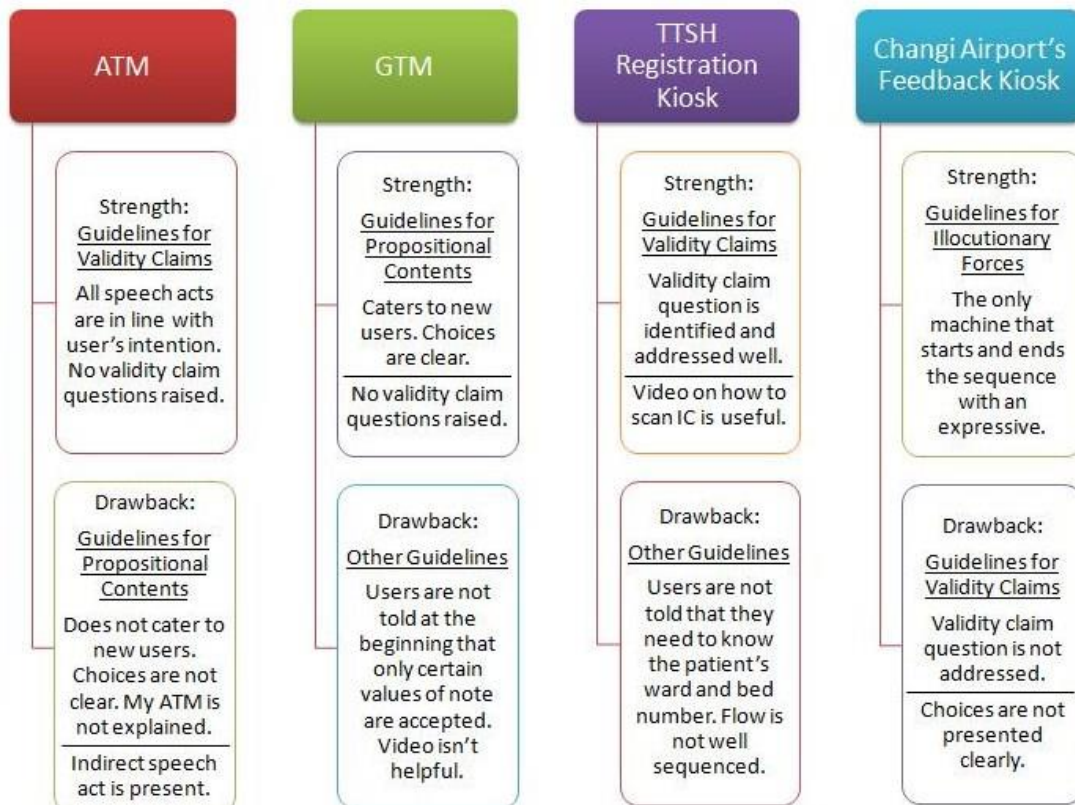 ATM
Strength:
Guidelines for
Validity Claims
All speech acts
are in line with
user's intention.
No validity claim
questions raised.
Drawback:
Guidelines for
Propositional
Contents
Does not cater to
new users.
Choices are not
clear. My ATM is
not explained.
Indirect speech
act is present.
GTM
Strength:
Guidelines for
Propositional
Contents
Caters to new
users. Choices
are clear.
No validity claim
questions raised.
Drawback:
Other Guidelines
Users are not
told at the
beginning that
only certain
values of note
are accepted.
Video isn't
helpful.
TTSH
Registration
Kiosk
Strength:
Guidelines for
Validity Claims
Validity claim
question is
identified and
addressed well.
Video on how to
scan IC is useful.
Drawback:
Other Guidelines
Users are not
told that they
need to know
the patient's
ward and bed
number. Flow is
not well
sequenced.
Changi Airport's
Feedback Kiosk
Strength:
Guidelines for
Illocutionary
Forces
The only
machine that
starts and ends
the sequence
with an
expressive.
Drawback:
Guidelines for
Validity Claims
Validity claim
question is not
addressed.
Choices are not
presented
clearly.